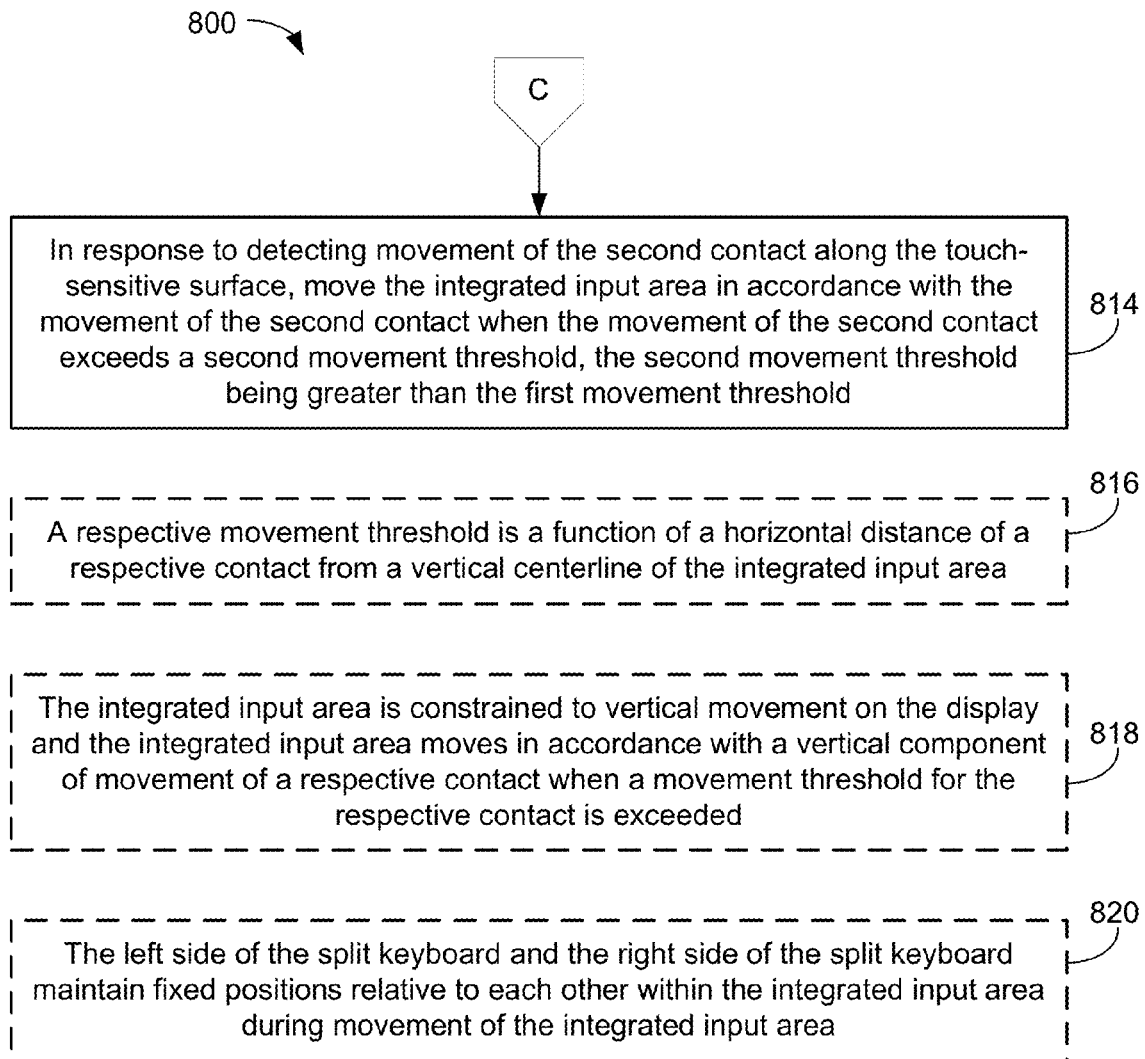 800
C
In response to detecting movement of the second contact along the touch-
sensitive surface, move the integrated input area in accordance with the
movement of the second contact when the movement of the second contact
exceeds a second movement threshold, the second movement threshold
being greater than the first movement threshold
814
816
A respective movement threshold is a function of a horizontal distance of a
respective contact from a vertical centerline of the integrated input area
The integrated input area is constrained to vertical movement on the display
and the integrated input area moves in accordance with a vertical component
of movement of a respective contact when a movement threshold for the
respective contact is exceeded
818
820
The left side of the split keyboard and the right side of the split keyboard
maintain fixed positions relative to each other within the integrated input area
during movement of the integrated input area